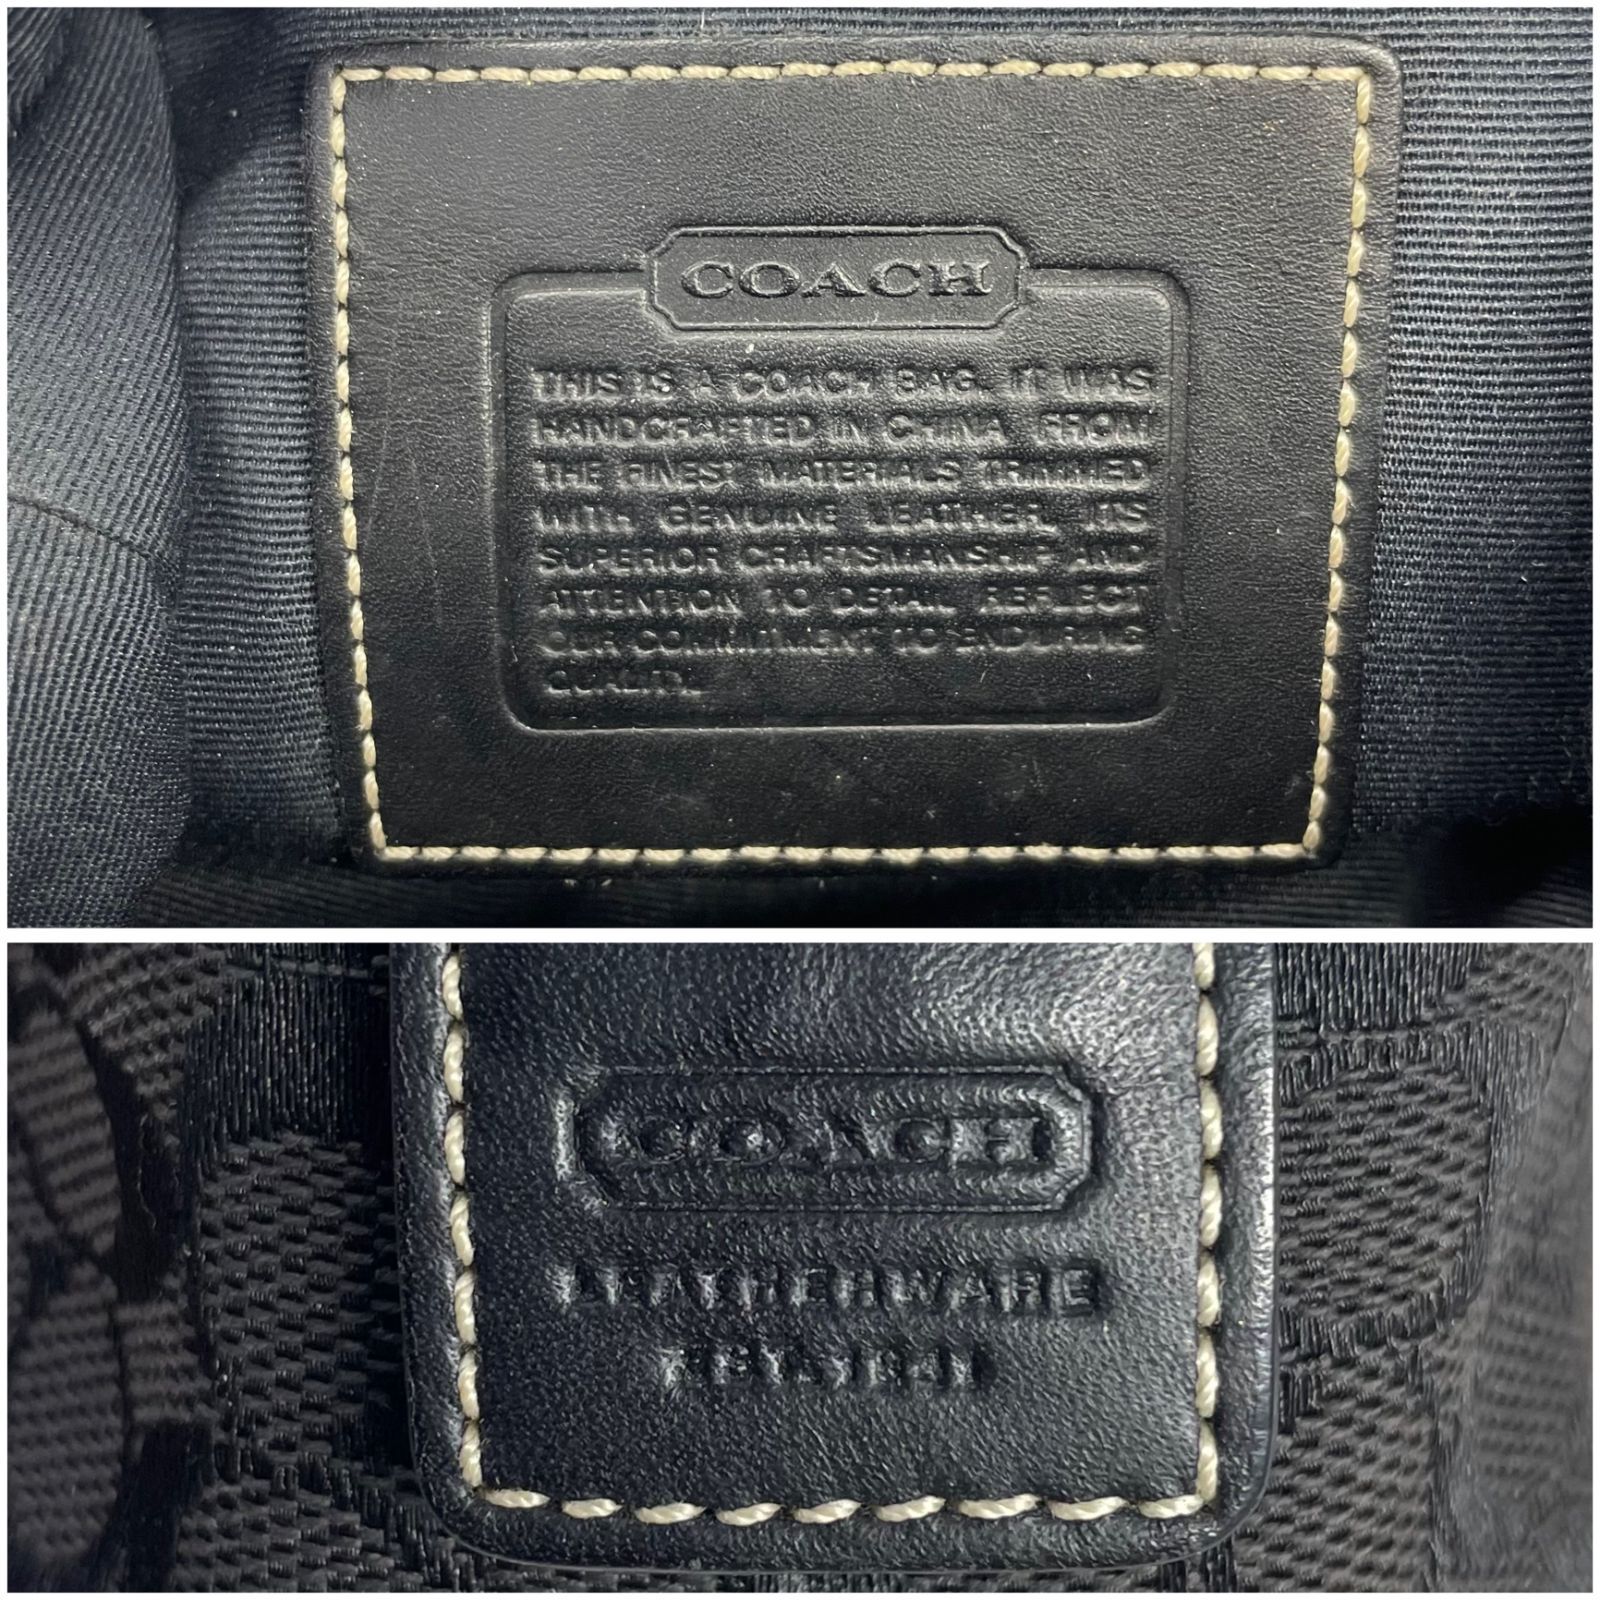 COACH
THIS IS A COACH BAG. IT WAS
HANDCRAFTED IN CHINA FROM
THE FINEST MATERIALS TRIMMED
WITH GENUINE LEATHER. ITS
SUPERIOR CRAFTSMANSHIP AND
ATTENTION TO DETAIL REFLECT
OUR COMMITMENT TO ENDURING
QUALITY.
COACH
LEATHERWARE
EST. 1941